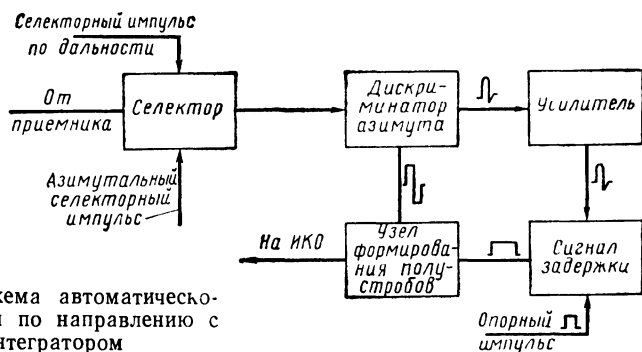 Селекторный импульс
по дальности
От
приемника
Селектор
Азимутальный
селекторный
импульс
Дискри-
минатор
азимута
Усилитель
На ИКО
Узел
формирова-
ния полу-
стробов
Сигнал
задержки
Опорный
импульс
схема автоматическо-
по направлению с
нтегратором